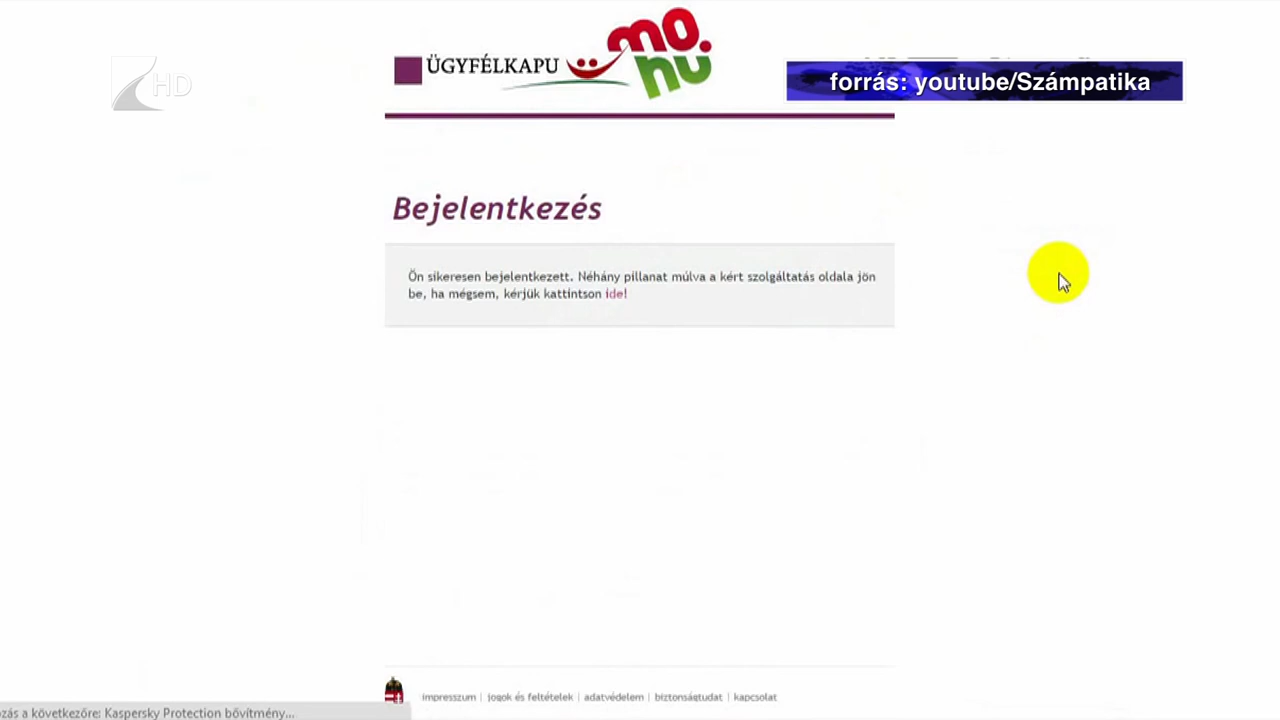 ÜGYFÉLKAPU
mo.
hu
HD
forrás: youtube/Számpatika
Bejelentkezés
Ön sikeresen bejelentkezett. Néhány pillanat múlva a kért szolgáltatás oldala jön
be, ha mégsem, kérjük kattintson ide!
impresszum | jogok és feltételek | adatvédelem | biztonságtudat | kapcsolat
ozás a következőre: Kaspersky Protection bővítmény...